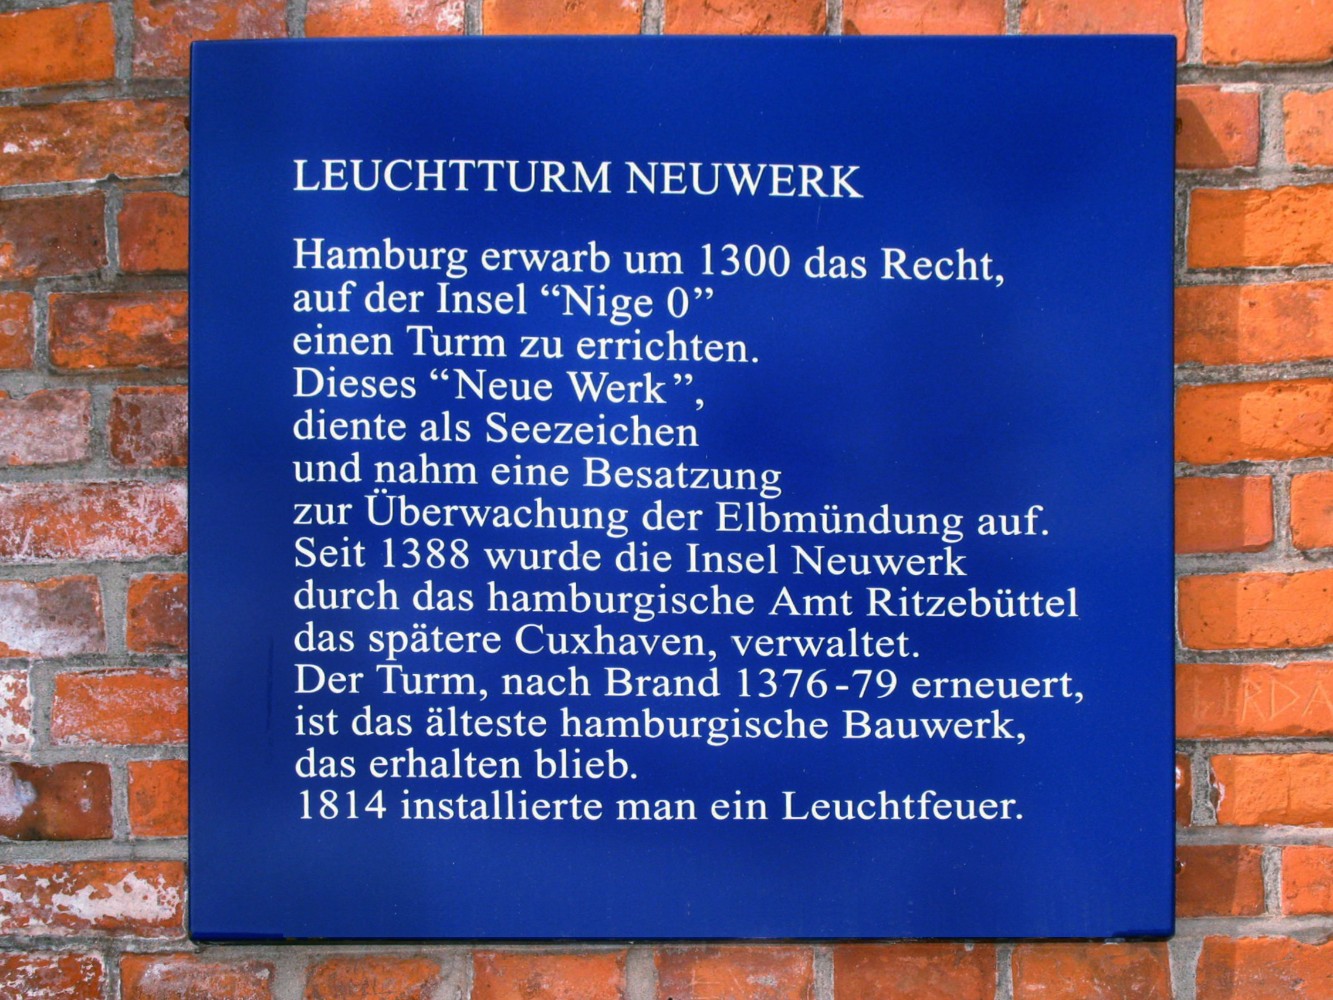 LEUCHTTURM NEUWERK
Hamburg erwarb um 1300 das Recht,
auf der Insel “Nige 0”
einen Turm zu errichten.
Dieses “Neue Werk”,
diente als Seezeichen
und nahm eine Besatzung
zur Überwachung der Elbmündung auf.
Seit 1388 wurde die Insel Neuwerk
durch das hamburgische Amt Ritzebüttel
das spätere Cuxhaven, verwaltet.
Der Turm, nach Brand 1376-79 erneuert,
ist das älteste hamburgische Bauwerk,
das erhalten blieb.
1814 installierte man ein Leuchtfeuer.